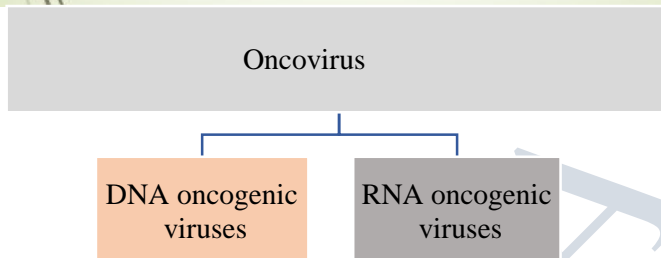 Oncovirus
DNA oncogenic
viruses
RNA oncogenic
viruses